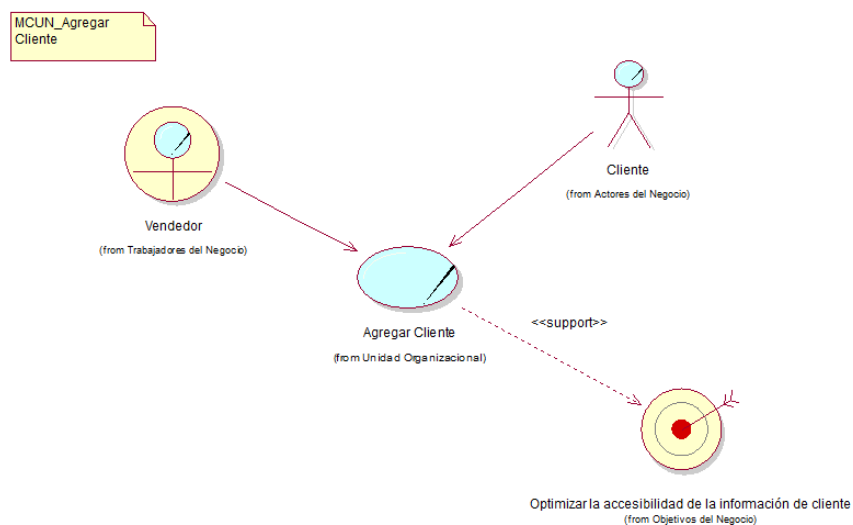 MCUN_Agregar
Cliente
Cliente
(from Actores del Negocio)
Vendedor
(from Trabajadores del Negocio)
Agregar Cliente
(from Unidad Organizacional)
<<support>>
Optimizar la accesibilidad de la información de cliente
(from Objetivos del Negocio)